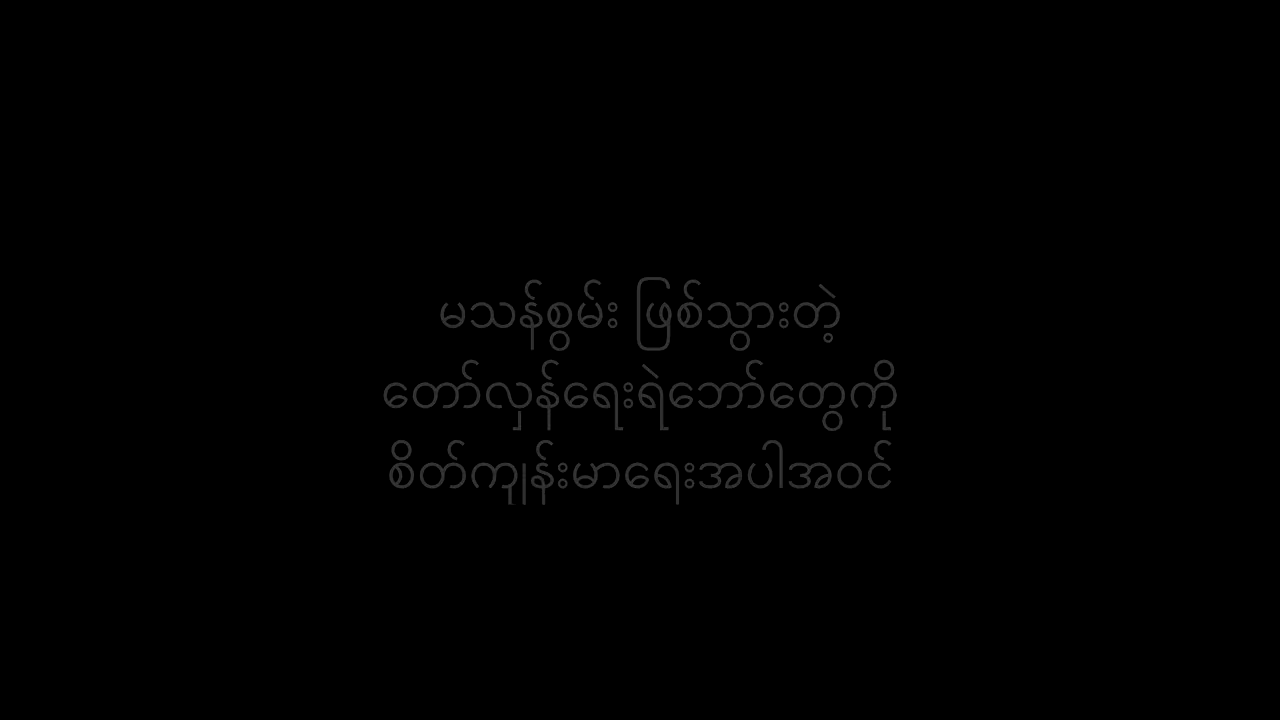 မသန်စွမ်း ဖြစ်သွားတဲ့
တော်လှန်ရေးရဲဘော်တွေကို
စိတ်ကျန်းမာရေးအပါအဝင်